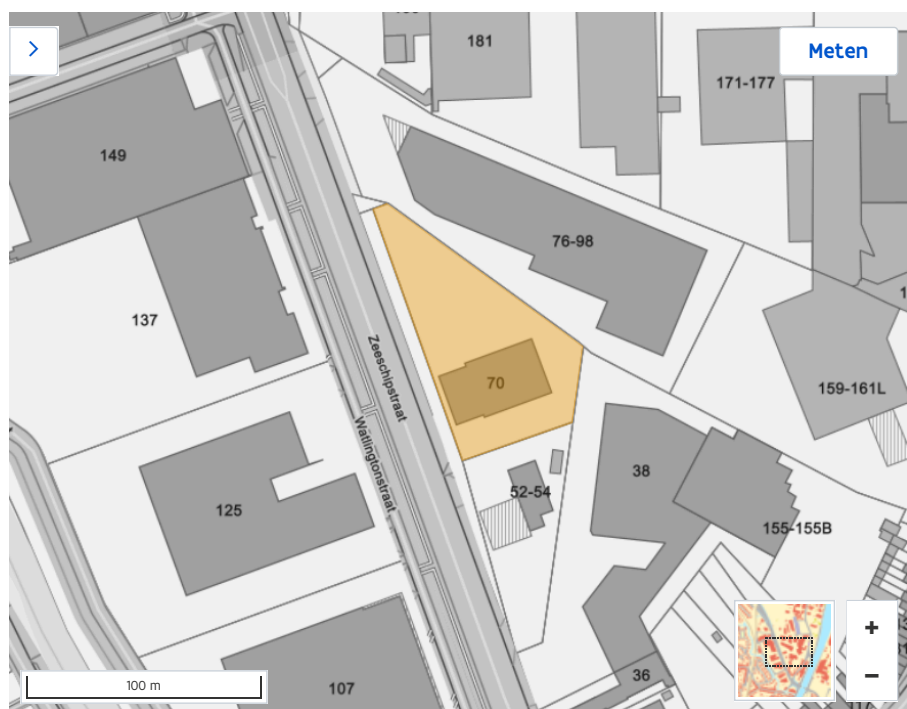 181
Meten
171-177
149
76-98
137
Zeeschipstraat
70
159-161L
Watlingtonstraat
38
52-54
125
155-155B
+
−
100 m
107
36